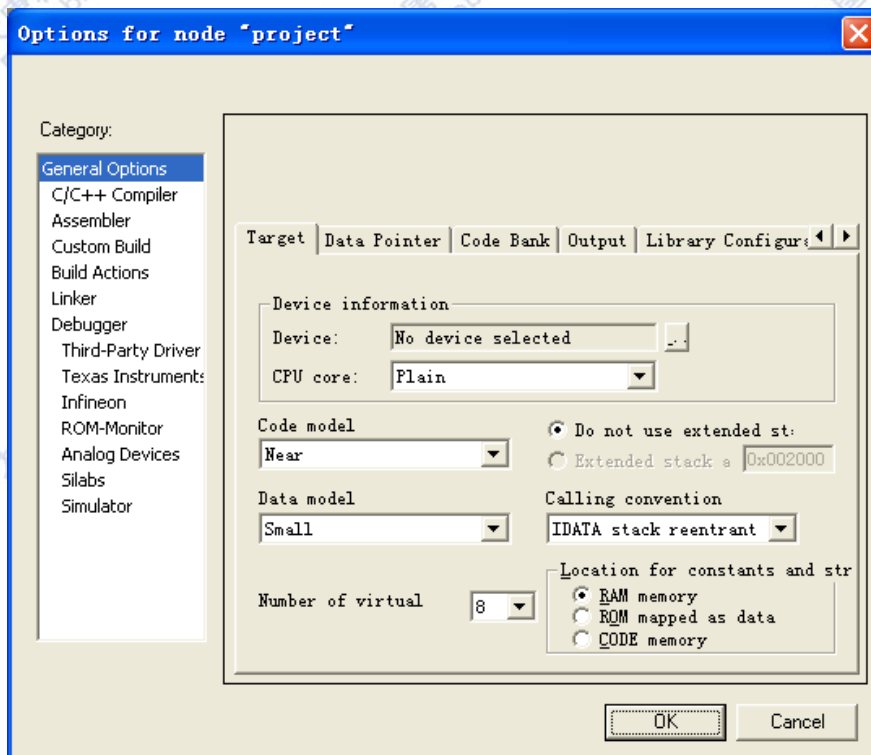 Options for node "project"
Category:
General Options
C/C++ Compiler
Assembler
Custom Build
Build Actions
Linker
Debugger
Third-Party Driver
Texas Instruments
Infineon
ROM-Monitor
Analog Devices
Silabs
Simulator
Target Data Pointer Code Bank Output Library Configura
Device information
Device: No device selected ...
CPU core: Plain
Code model
Near
Do not use extended st
Extended stack a 0x002000
Data model
Small
Calling convention
IDATA stack reentrant
Number of virtual 8
Location for constants and str
RAM memory
ROM mapped as data
CODE memory
OK Cancel